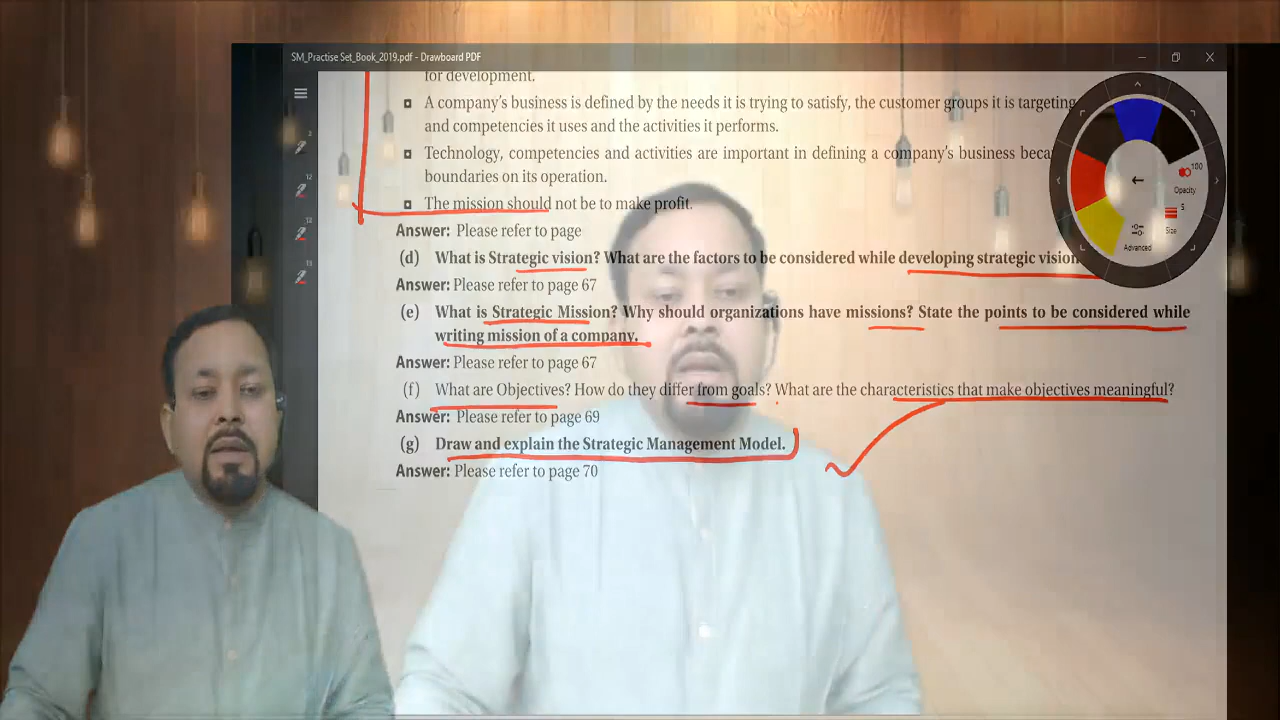 SM_Practise Set_Book_2019.pdf - Drawboard PDF
for development.
▫ A company's business is defined by the needs it is trying to satisfy, the customer groups it is targeting
and competencies it uses and the activities it performs.
▫ Technology, competencies and activities are important in defining a company's business beca
boundaries on its operation.
▫ The mission should not be to make profit.
Answer: Please refer to page
(d) What is Strategic vision? What are the factors to be considered while developing strategic vision.
Answer: Please refer to page 67
(e) What is Strategic Mission? Why should organizations have missions? State the points to be considered while
writing mission of a company.
Answer: Please refer to page 67
(f) What are Objectives? How do they differ from goals? What are the characteristics that make objectives meaningful?
Answer: Please refer to page 69
(g) Draw and explain the Strategic Management Model.
Answer: Please refer to page 70
100
Opacity
5
Size
Advanced